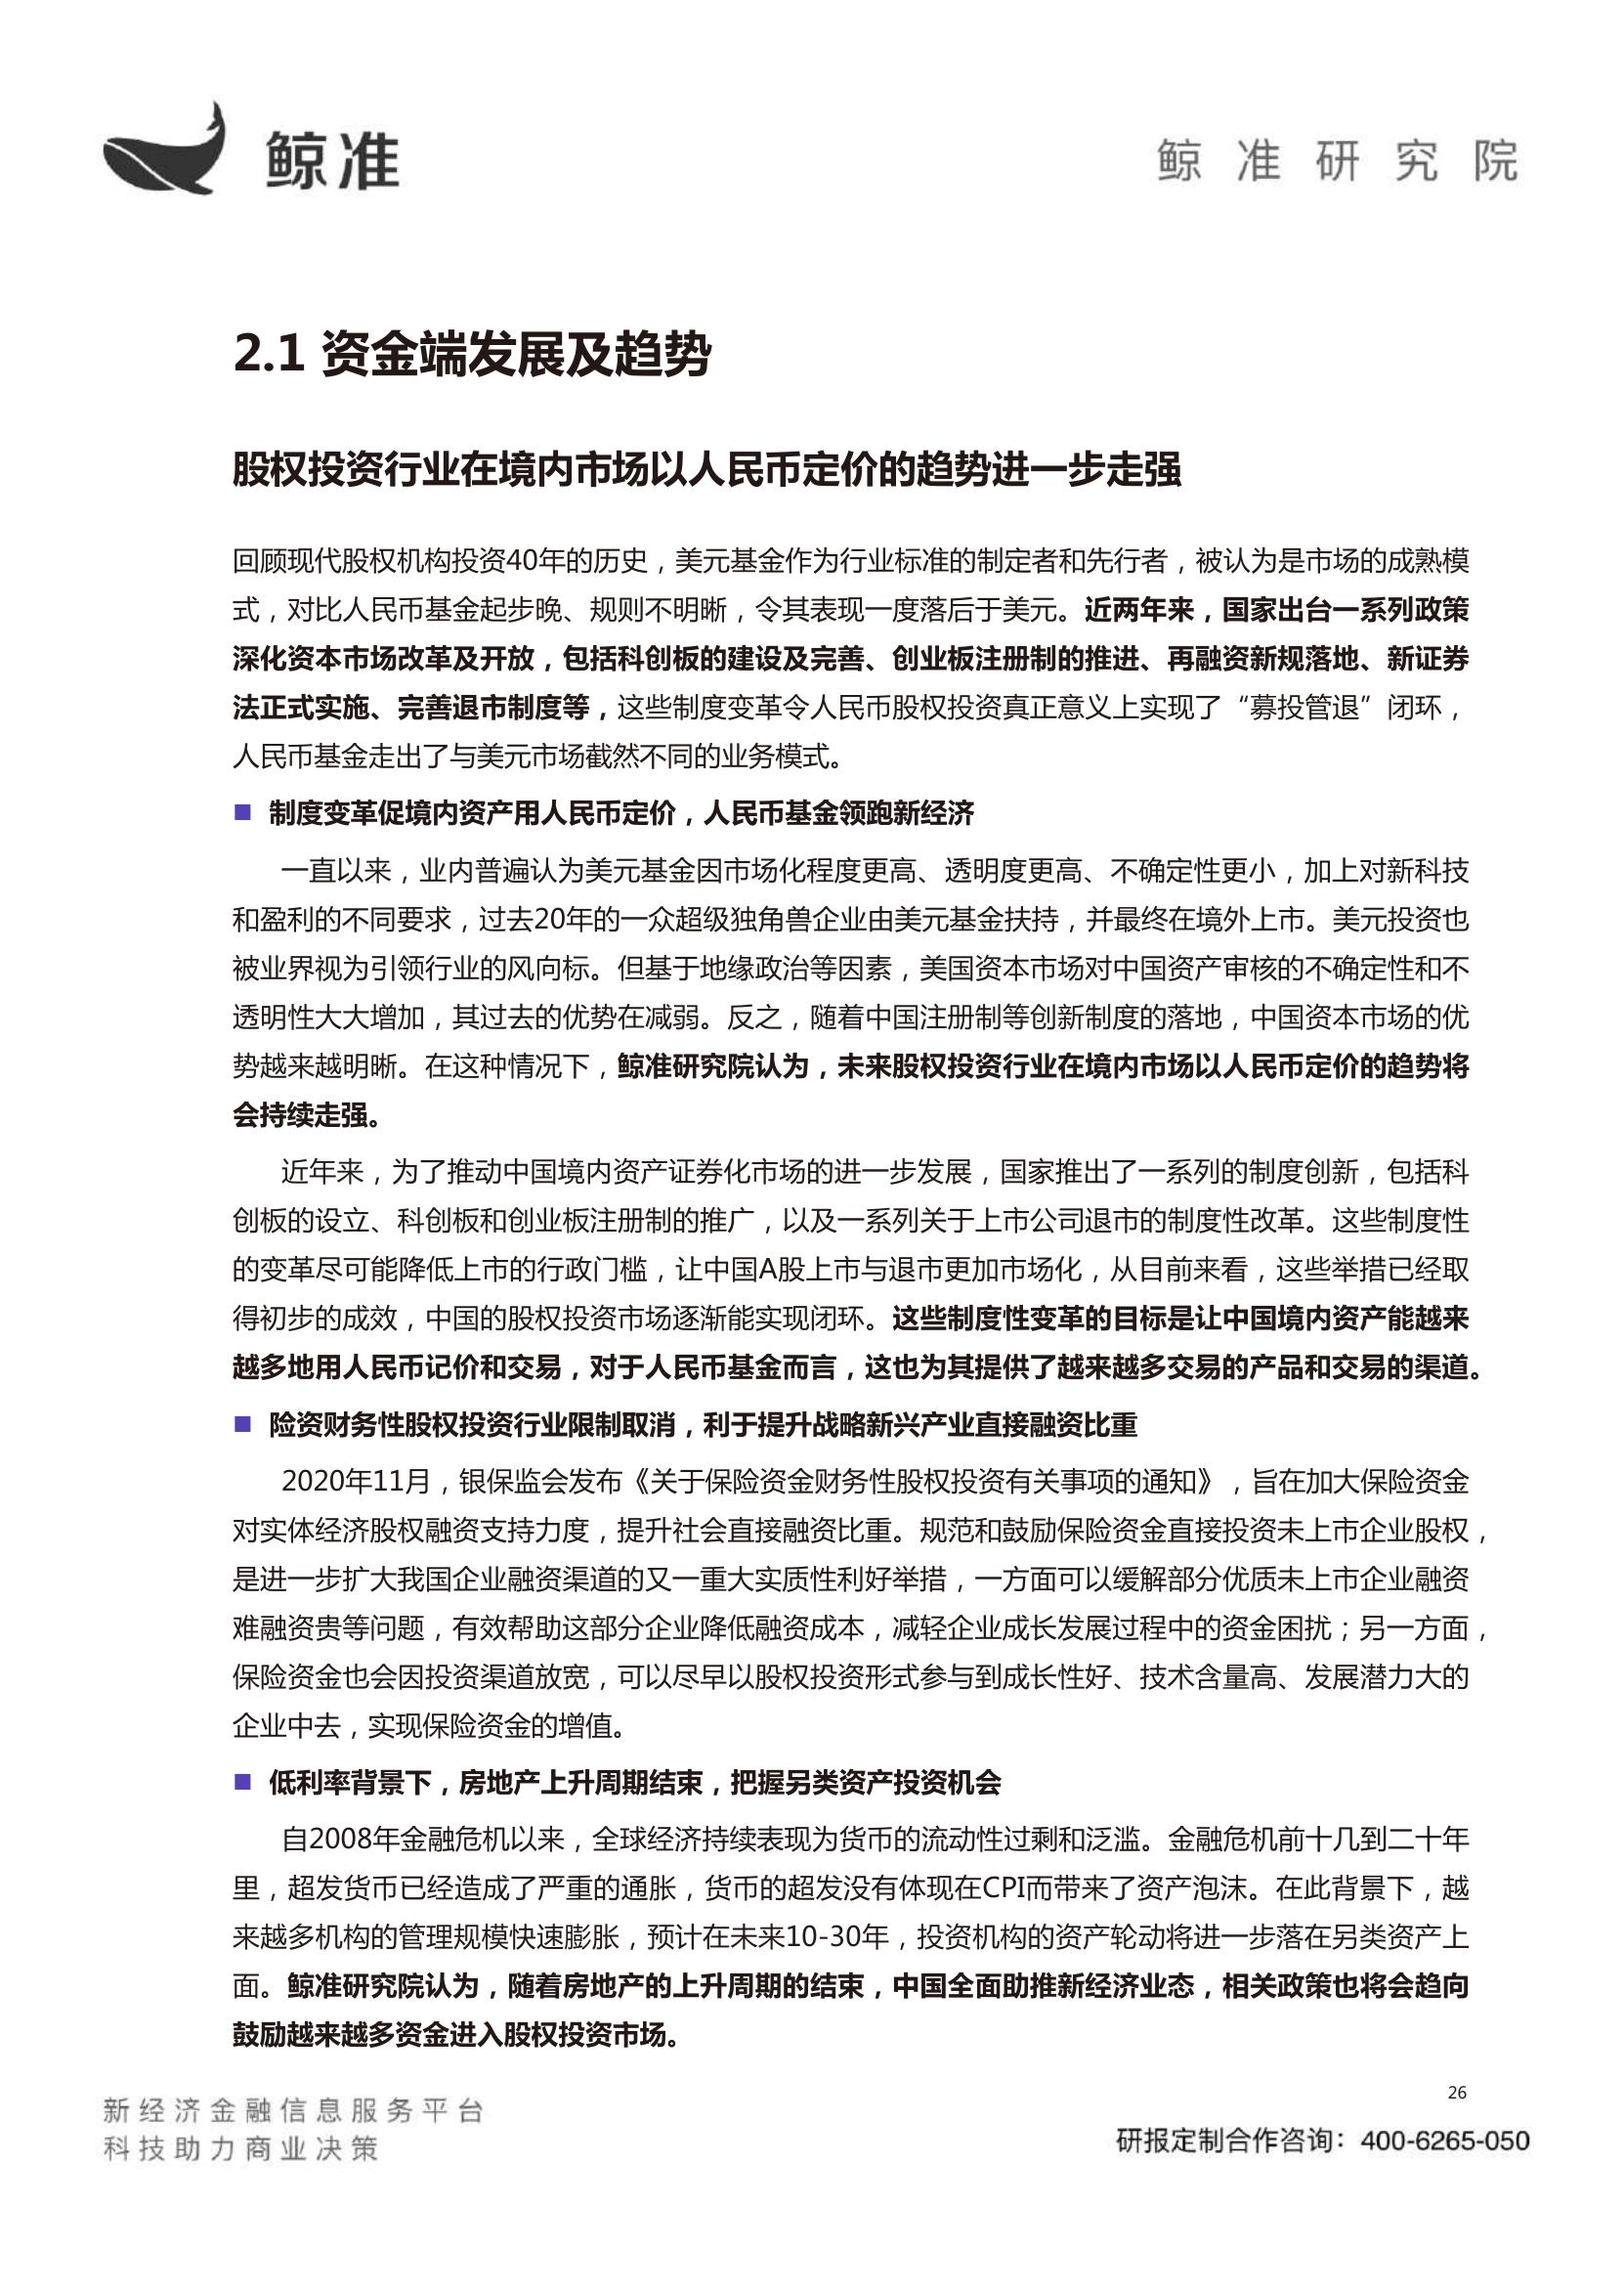 鲸准
鲸准研究院
2.1 资金端发展及趋势
股权投资行业在境内市场以人民币定价的趋势进一步走强
回顾现代股权机构投资40年的历史，美元基金作为行业标准的制定者和先行者，被认为是市场的成熟模
式，对比人民币基金起步晚、规则不明晰，令其表现一度落后于美元。近两年来，国家出台一系列政策
深化资本市场改革及开放，包括科创板的建设及完善、创业板注册制的推进、再融资新规落地、新证券
法正式实施、完善退市制度等，这些制度变革令人民币股权投资真正意义上实现了“募投管退”闭环，
人民币基金走出了与美元市场截然不同的业务模式。
■ 制度变革促境内资产用人民币定价，人民币基金领跑新经济
一直以来，业内普遍认为美元基金因市场化程度更高、透明度更高、不确定性更小，加上对新科技
和盈利的不同要求，过去20年的一众超级独角兽企业由美元基金扶持，并最终在境外上市。美元投资也
被业界视为引领行业的风向标。但基于地缘政治等因素，美国资本市场对中国资产审核的不确定性和不
透明性大大增加，其过去的优势在减弱。反之，随着中国注册制等创新制度的落地，中国资本市场的优
势越来越明晰。在这种情况下，鲸准研究院认为，未来股权投资行业在境内市场以人民币定价的趋势将
会持续走强。
近年来，为了推动中国境内资产证券化市场的进一步发展，国家推出了一系列的制度创新，包括科
创板的设立、科创板和创业板注册制的推广，以及一系列关于上市公司退市的制度性改革。这些制度性
的变革尽可能降低上市的行政门槛，让中国A股上市与退市更加市场化，从目前来看，这些举措已经取
得初步的成效，中国的股权投资市场逐渐能实现闭环。这些制度性变革的目标是让中国境内资产能越来
越多地用人民币记价和交易，对于人民币基金而言，这也为其提供了越来越多交易的产品和交易的渠道。
■ 险资财务性股权投资行业限制取消，利于提升战略新兴产业直接融资比重
2020年11月，银保监会发布《关于保险资金财务性股权投资有关事项的通知》，旨在加大保险资金
对实体经济股权融资支持力度，提升社会直接融资比重。规范和鼓励保险资金直接投资未上市企业股权，
是进一步扩大我国企业融资渠道的又一重大实质性利好举措，一方面可以缓解部分优质未上市企业融资
难融资贵等问题，有效帮助这部分企业降低融资成本，减轻企业成长发展过程中的资金困扰；另一方面，
保险资金也会因投资渠道放宽，可以尽早以股权投资形式参与到成长性好、技术含量高、发展潜力大的
企业中去，实现保险资金的增值。
■ 低利率背景下，房地产上升周期结束，把握另类资产投资机会
自2008年金融危机以来，全球经济持续表现为货币的流动性过剩和泛滥。金融危机前十几到二十年
里，超发货币已经造成了严重的通胀，货币的超发没有体现在CPI而带来了资产泡沫。在此背景下，越
来越多机构的管理规模快速膨胀，预计在未来10-30年，投资机构的资产轮动将进一步落在另类资产上
面。鲸准研究院认为，随着房地产的上升周期的结束，中国全面助推新经济业态，相关政策也将会趋向
鼓励越来越多资金进入股权投资市场。
26
新经济金融信息服务平台
科技助力商业决策
研报定制合作咨询：400-6265-050